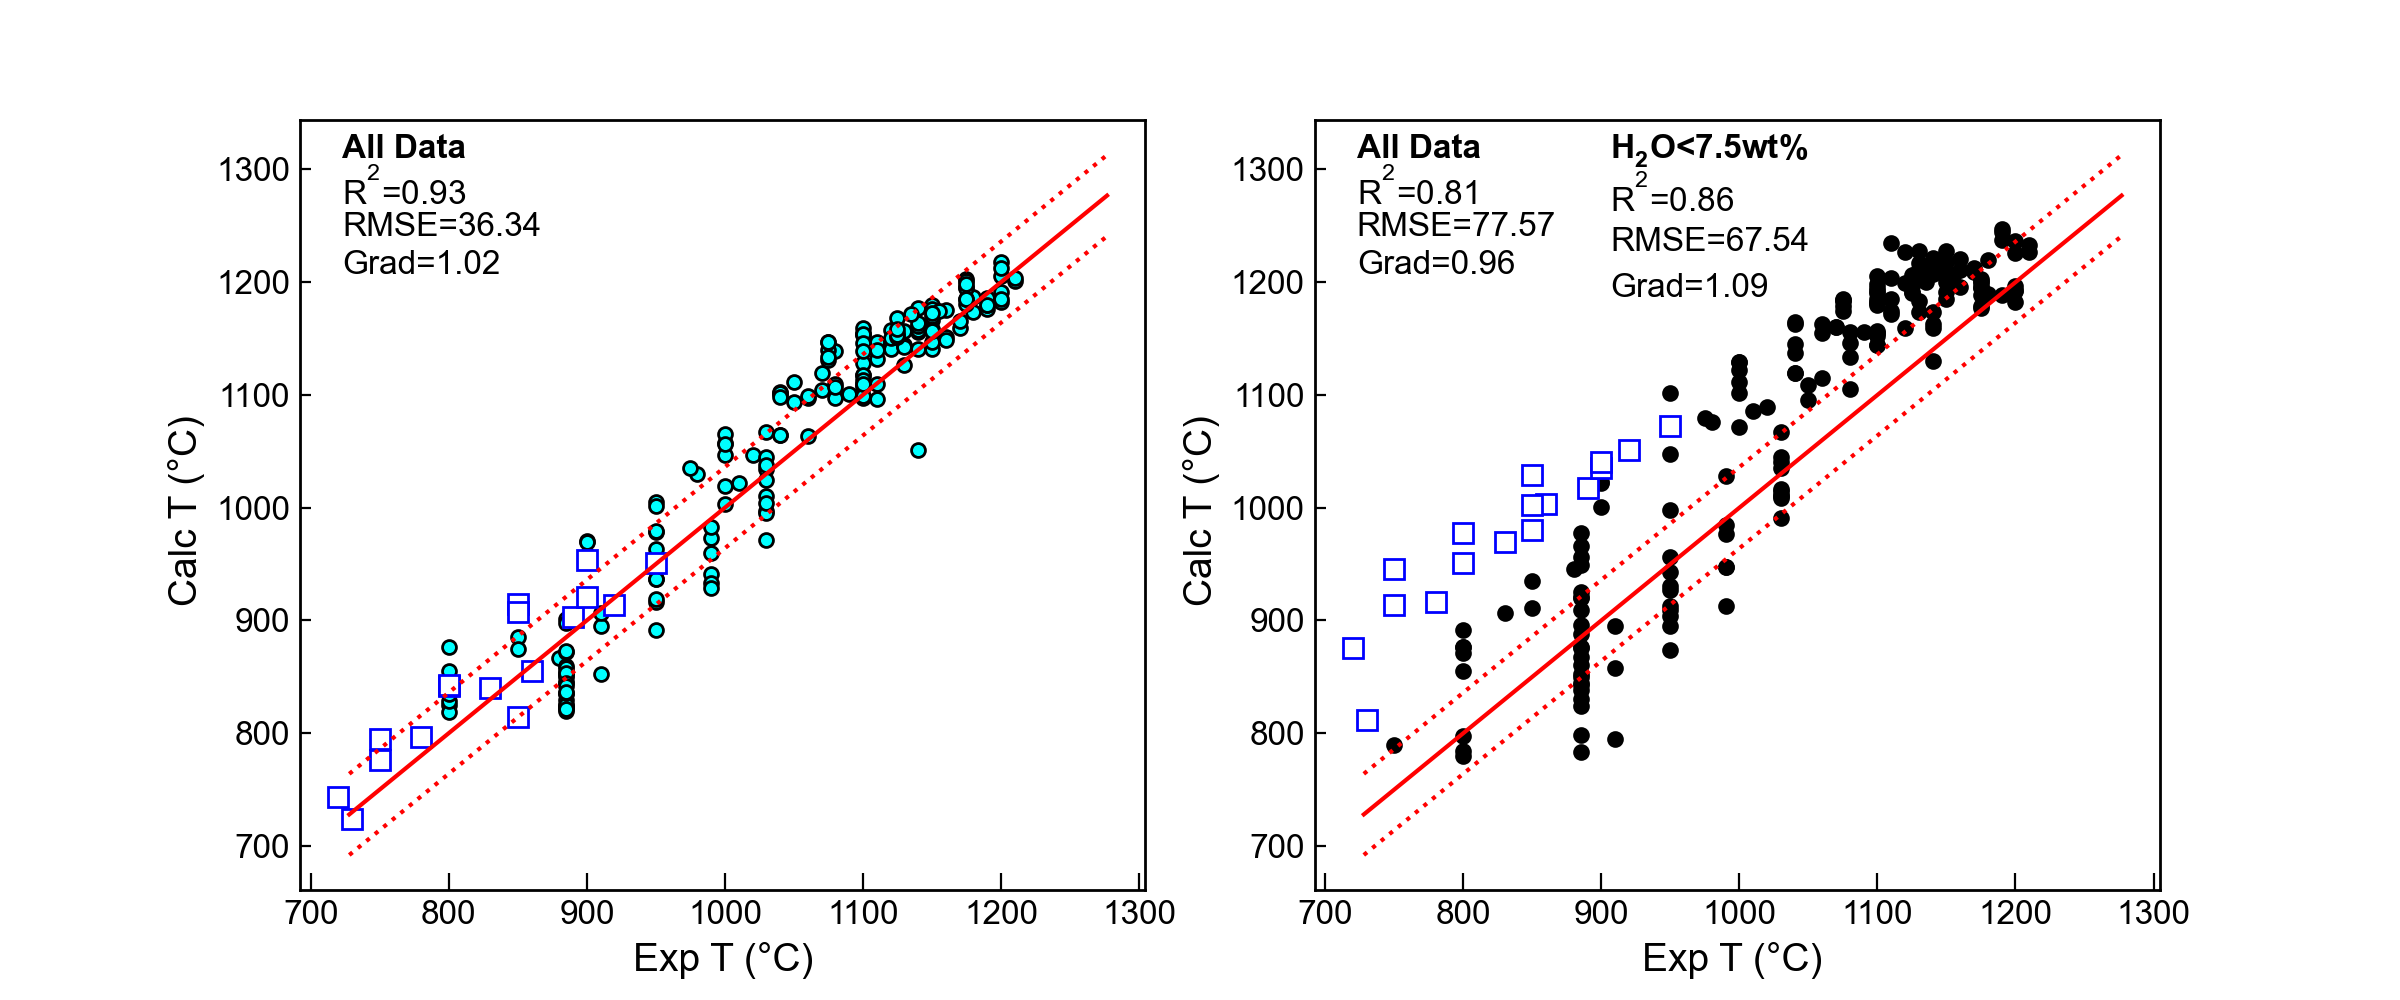 All Data
R²=0.93
RMSE=36.34
Grad=1.02
1300
1200
1100
1000
900
800
700
Calc T (°C)
700 800 900 1000 1100 1200 1300
Exp T (°C)
All Data
R²=0.81
RMSE=77.57
Grad=0.96
H₂O<7.5wt%
R²=0.86
RMSE=67.54
Grad=1.09
1300
1200
1100
1000
900
800
700
Calc T (°C)
700 800 900 1000 1100 1200 1300
Exp T (°C)